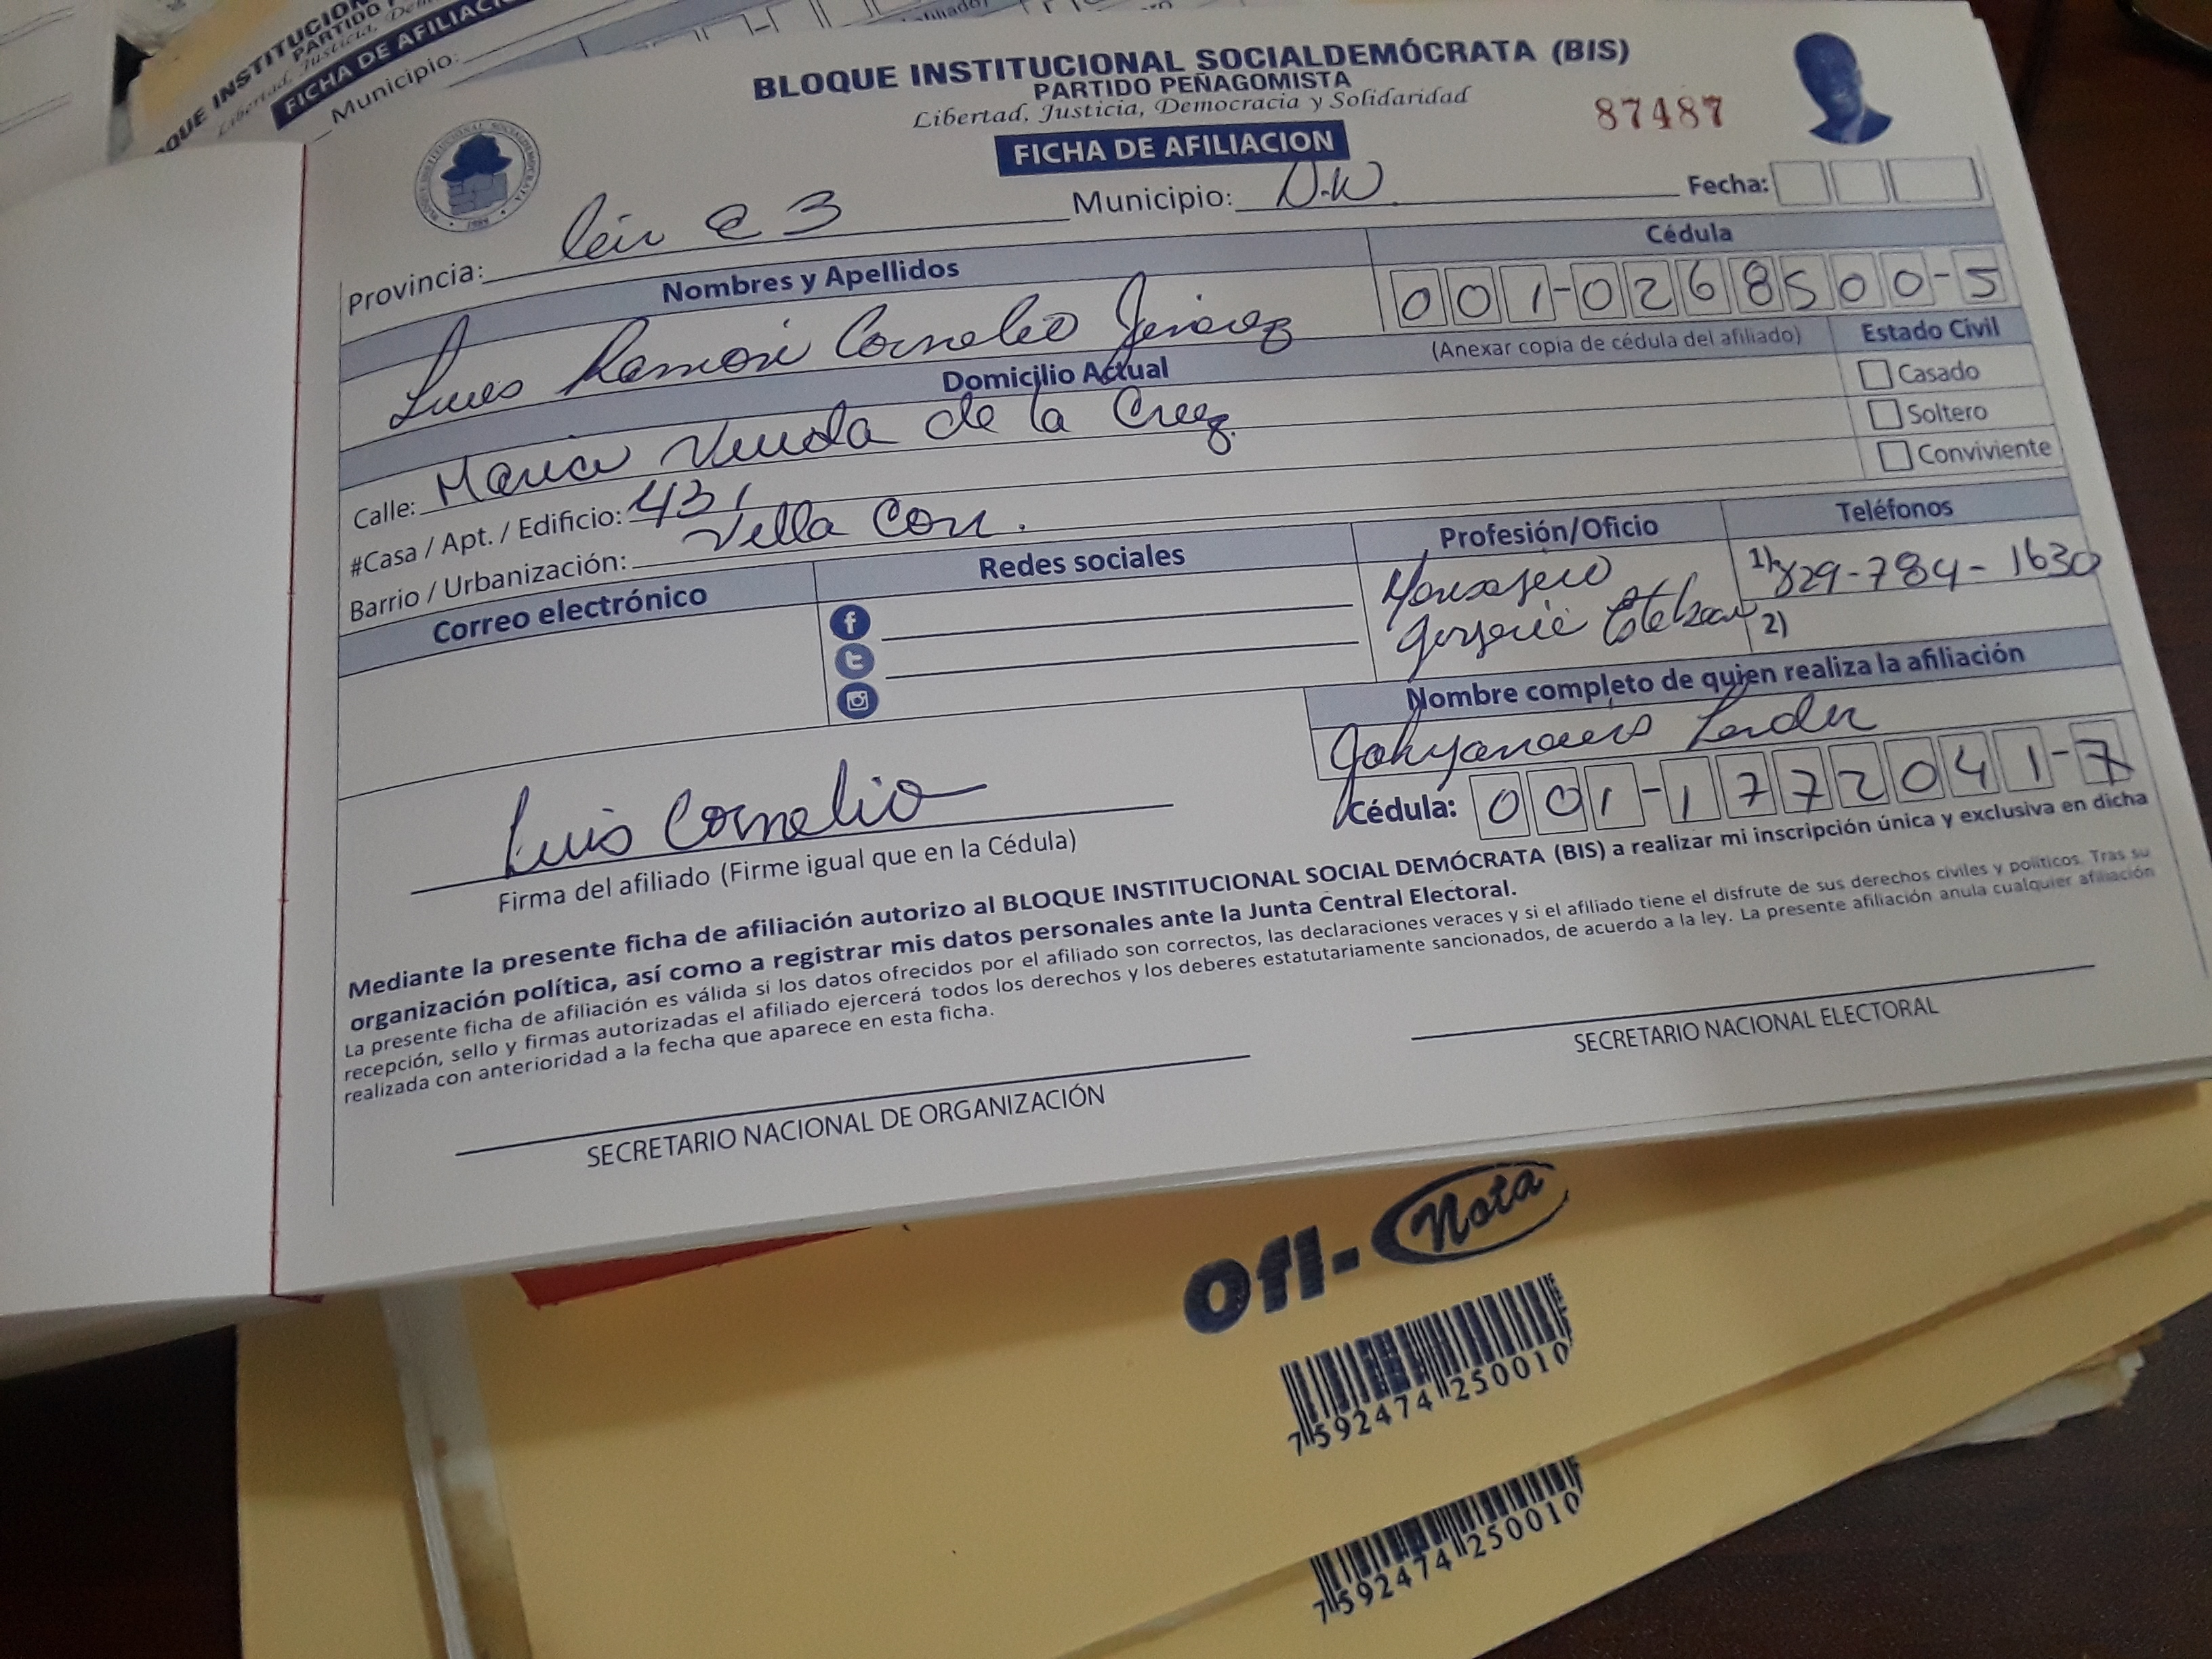 BLOQUE INSTITUCIONAL SOCIALDEMÓCRATA (BIS)
PARTIDO PEÑAGOMISTA
Libertad, Justicia, Democracia y Solidaridad
87487
FICHA DE AFILIACION
Provincia: 3 Municipio: D.N. Fecha:
Nombres y Apellidos
Cédula
Luis Ramón Cornelio
001-0268500-5
(Anexar copia de cédula del afiliado)
Estado Civil
Domicilio Actual
Casado
Soltero
Conviviente
Calle: Maria de la Cruz
#Casa / Apt. / Edificio: 431
Barrio / Urbanización: Villa Con.
Correo electrónico
Redes sociales
Profesión/Oficio
Teléfonos
1) 829-784-1630
2)
Nombre completo de quien realiza la afiliación
Cédula: 001-1772041-7
Luis Cornelio
Firma del afiliado (Firme igual que en la Cédula)
Mediante la presente ficha de afiliación autorizo al BLOQUE INSTITUCIONAL SOCIAL DEMÓCRATA (BIS) a realizar mi inscripción única y exclusiva en dicha
organización política, así como a registrar mis datos personales ante la Junta Central Electoral.
La presente ficha de afiliación es válida si los datos ofrecidos por el afiliado son correctos, las declaraciones veraces y si el afiliado tiene el disfrute de sus derechos civiles y políticos. Tras su
recepción, sello y firmas autorizadas el afiliado ejercerá todos los derechos y los deberes estatutariamente sancionados, de acuerdo a la ley. La presente afiliación anula cualquier afiliación
realizada con anterioridad a la fecha que aparece en esta ficha.
SECRETARIO NACIONAL DE ORGANIZACIÓN
SECRETARIO NACIONAL ELECTORAL
ofi-Nota
7592474250010
7592474250010